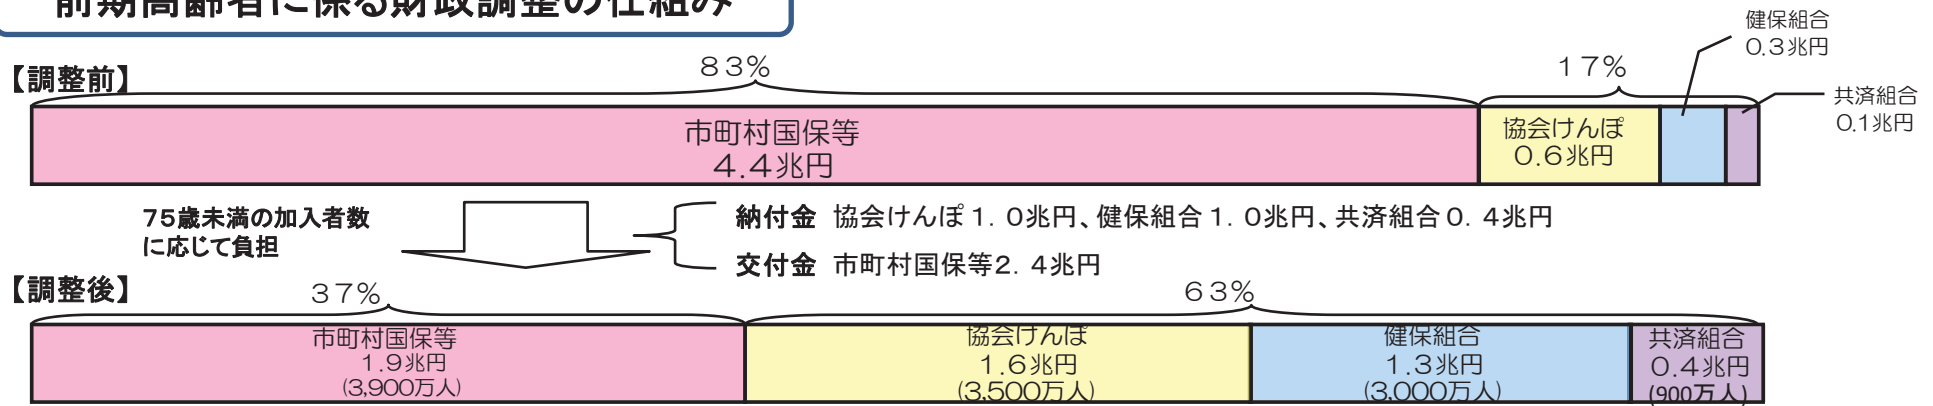 前期高齢者に係る財政調整の仕組み
健保組合
0.3兆円
【調整前】
83%
17%
共済組合
0.1兆円
市町村国保等
4.4兆円
協会けんぽ
0.6兆円
75歳未満の加入者数
に応じて負担
納付金 協会けんぽ1.0兆円、健保組合1.0兆円、共済組合0.4兆円
交付金 市町村国保等2.4兆円
【調整後】
37%
63%
市町村国保等
1.9兆円
(3,900万人)
協会けんぽ
1.6兆円
(3,500万人)
健保組合
1.3兆円
(3,000万人)
共済組合
0.4兆円
(900万人)